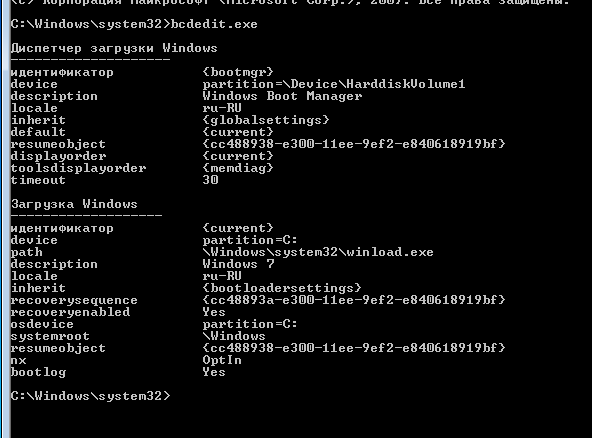 (c) Корпорация Майкрософт (Microsoft Corp.), 2009. Все права защищены.
C:\Windows\system32>bcdedit.exe
Диспетчер загрузки Windows
--------------------
идентификатор {bootmgr}
device partition=\Device\HarddiskVolume1
description Windows Boot Manager
locale ru-RU
inherit {globalsettings}
default {current}
resumeobject {cc488938-e300-11ee-9ef2-e840618919bf}
displayorder {current}
toolsdisplayorder {memdiag}
timeout 30
Загрузка Windows
-------------------
идентификатор {current}
device partition=C:
path \Windows\system32\winload.exe
description Windows 7
locale ru-RU
inherit {bootloadersettings}
recoverysequence {cc48893a-e300-11ee-9ef2-e840618919bf}
recoveryenabled Yes
osdevice partition=C:
systemroot \Windows
resumeobject {cc488938-e300-11ee-9ef2-e840618919bf}
nx OptIn
bootlog Yes
C:\Windows\system32>